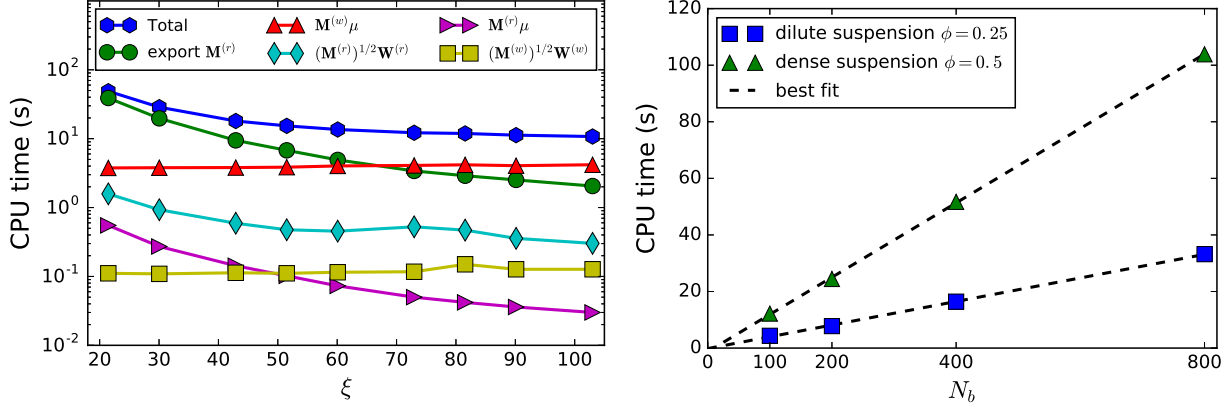 Total
export M^(r)
M^(w)μ
(M^(r))^1/2 W^(r)
M^(r)μ
(M^(w))^1/2 W^(w)
CPU time (s)
10^2
10^1
10^0
10^-1
10^-2
20 30 40 50 60 70 80 90 100
ξ
dilute suspension ϕ=0.25
dense suspension ϕ=0.5
best fit
CPU time (s)
120
100
80
60
40
20
0
0 100 200 400 800
N_b